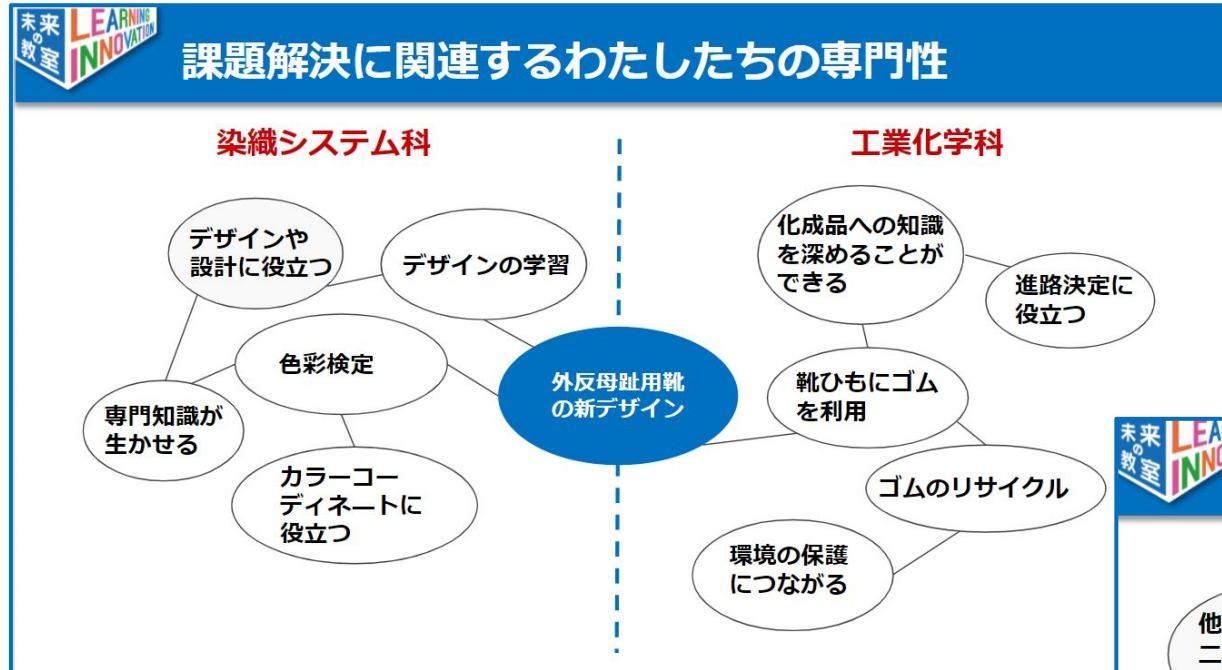 未来の教室
LEARNING
INNOVATION
課題解決に関連するわたしたちの専門性
染織システム科
工業化学科
デザインや
設計に役立つ
デザインの学習
色彩検定
専門知識が
生かせる
カラーコー
ディネートに
役立つ
外反母趾用靴
の新デザイン
化成品への知識
を深めることが
できる
進路決定に
役立つ
靴ひもにゴム
を利用
ゴムのリサイクル
環境の保護
につながる
未来の教室
他
二